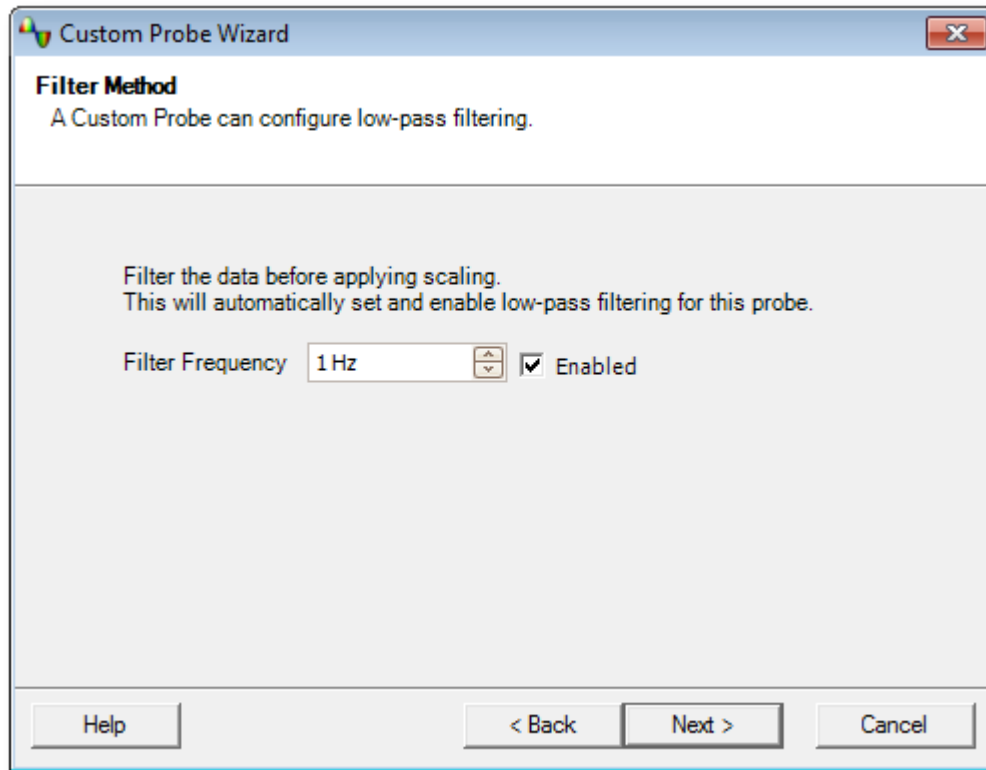 Custom Probe Wizard
Filter Method
A Custom Probe can configure low-pass filtering.
Filter the data before applying scaling.
This will automatically set and enable low-pass filtering for this probe.
Filter Frequency 1 Hz Enabled
Help < Back Next > Cancel